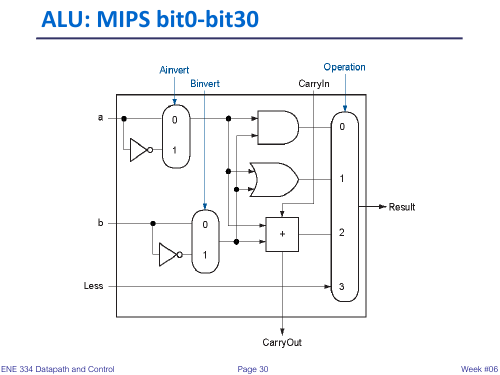 ALU: MIPS bit0-bit30
Operation
Ainvert
Binvert
CarryIn
a
0
0
1
1
Result
b
0
2
+
1
Less
3
CarryOut
ENE 334 Datapath and Control
Page 30
Week #06